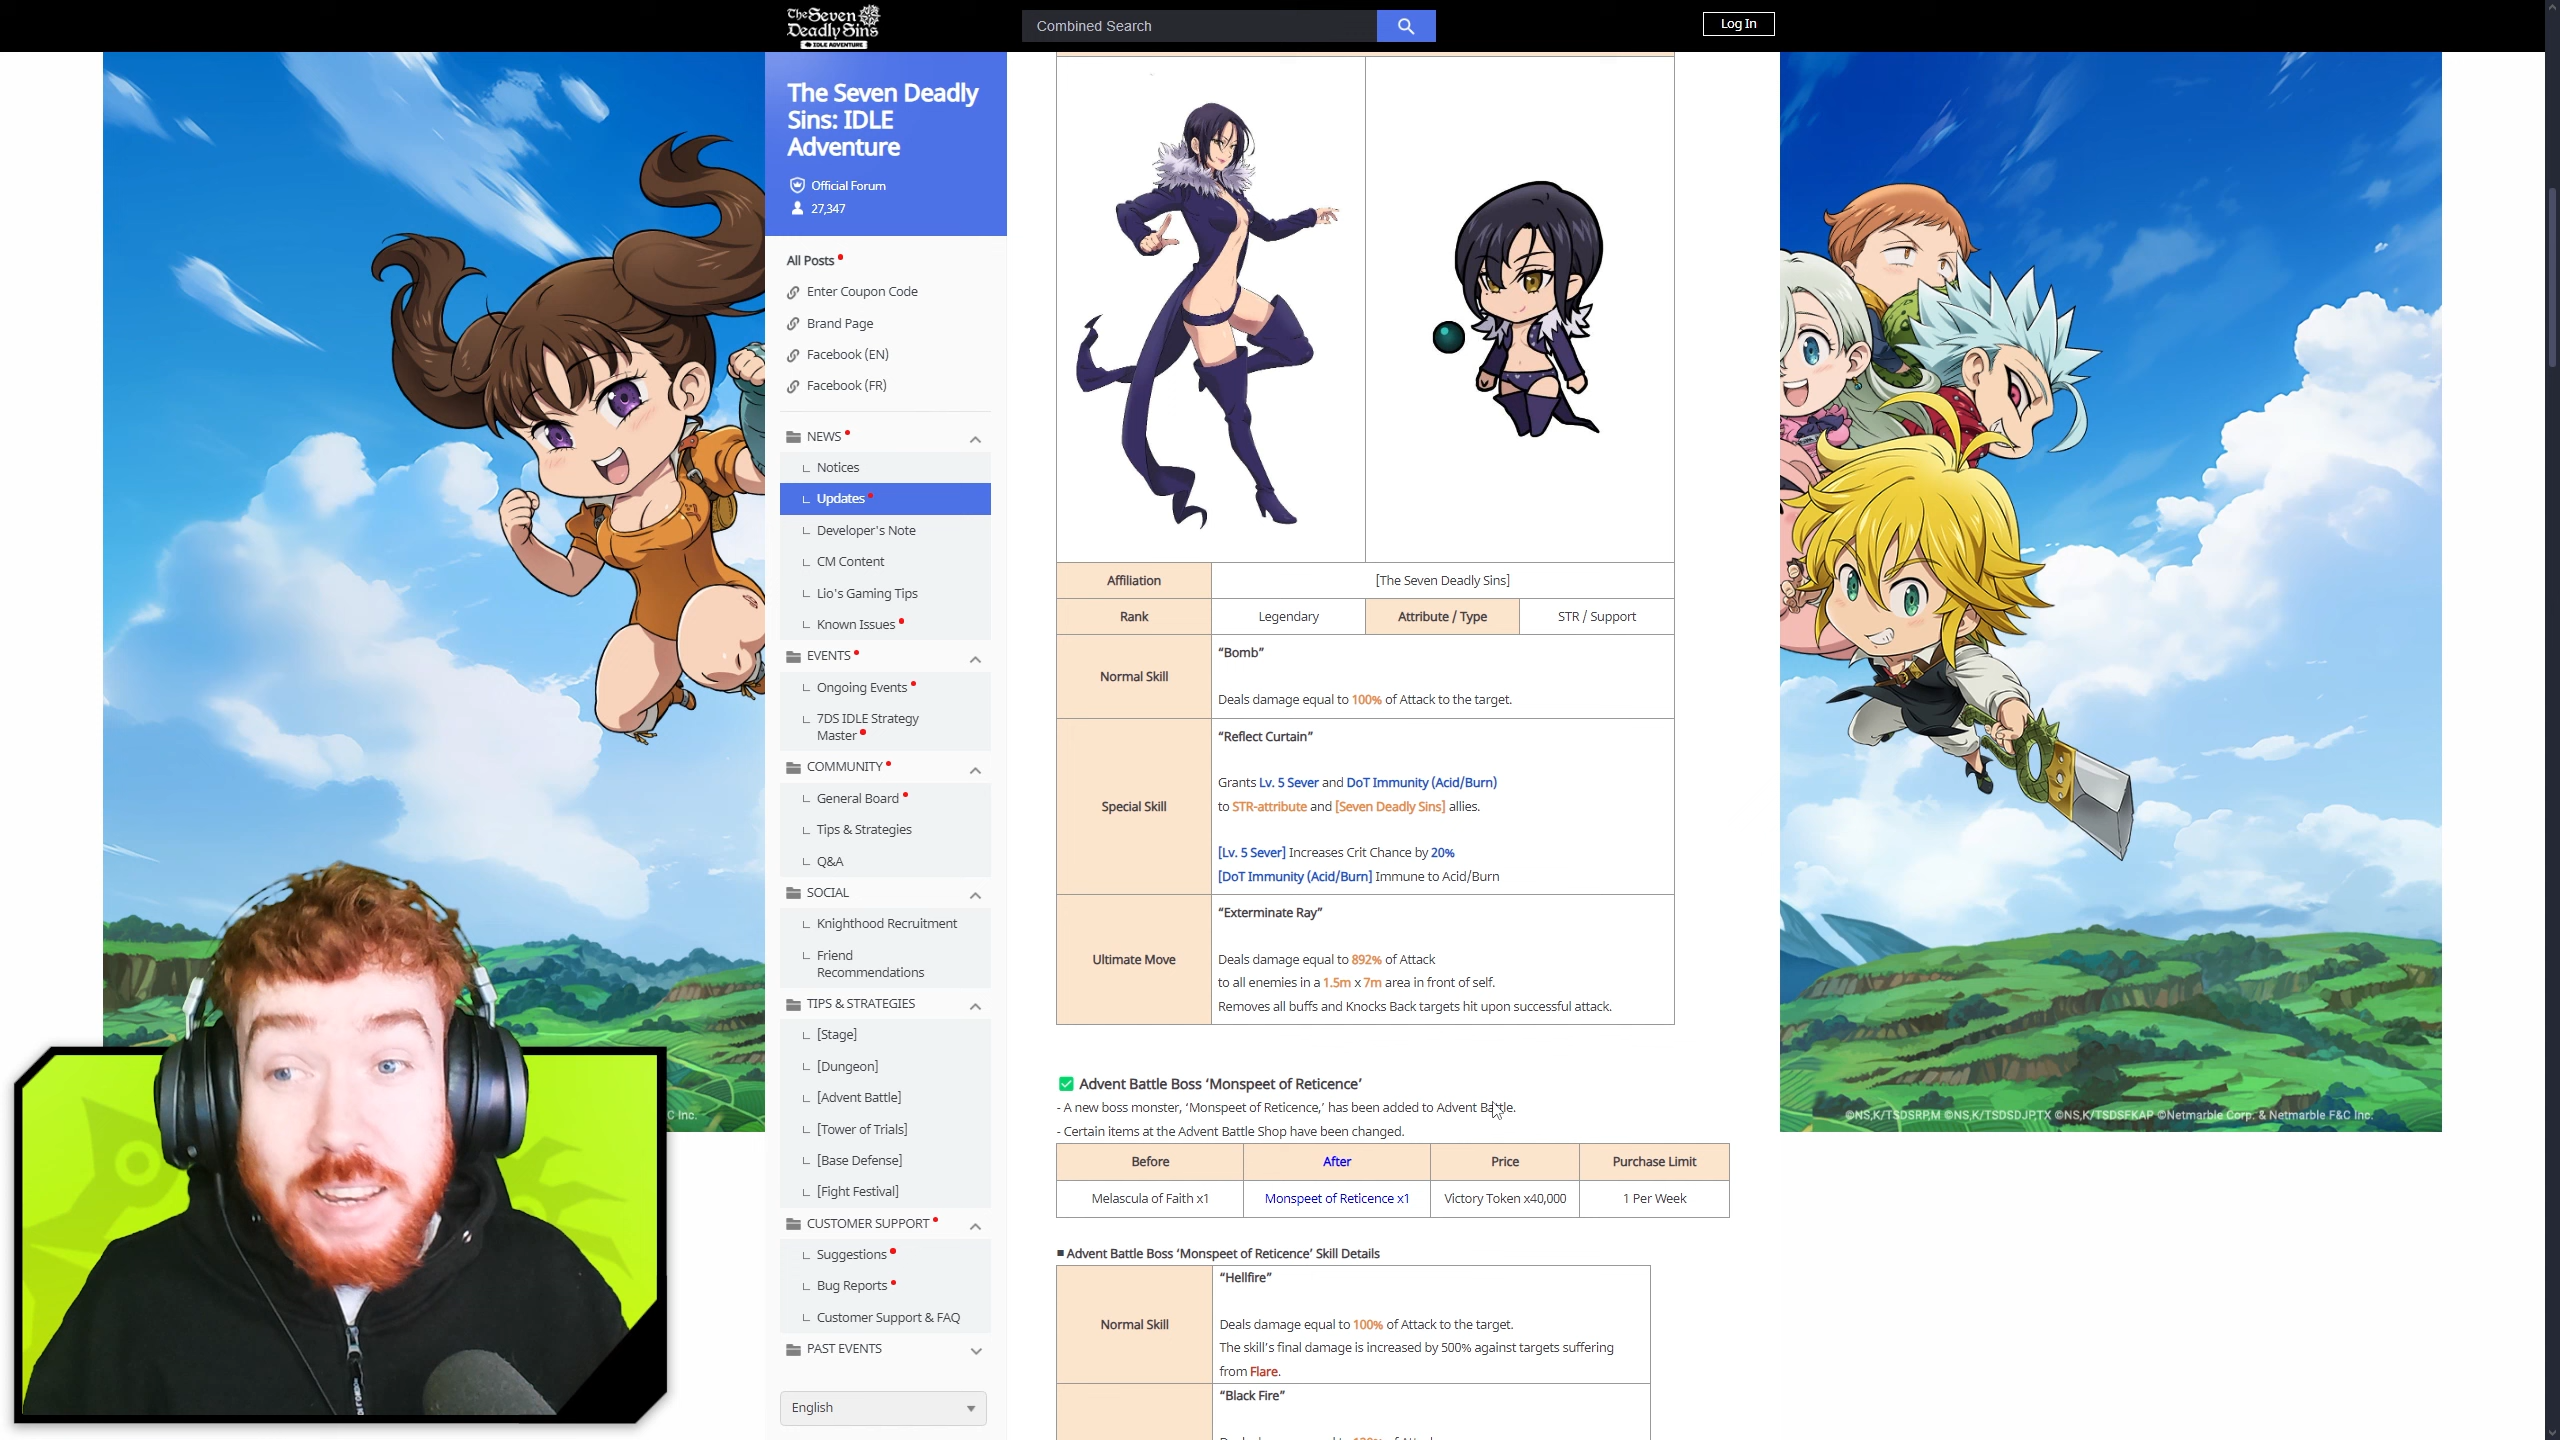 The Seven
Deadly Sins
IDLE ADVENTURE
Combined Search
Log In
The Seven Deadly
Sins: IDLE
Adventure
Official Forum
27,347
All Posts
Enter Coupon Code
Brand Page
Facebook (EN)
Facebook (FR)
NEWS
Notices
Updates
Developer's Note
CM Content
Lio's Gaming Tips
Known Issues
EVENTS
Ongoing Events
7DS IDLE Strategy
Master
COMMUNITY
General Board
Tips & Strategies
Q&A
SOCIAL
Knighthood Recruitment
Friend
Recommendations
TIPS & STRATEGIES
[Stage]
[Dungeon]
[Advent Battle]
[Tower of Trials]
[Base Defense]
[Fight Festival]
CUSTOMER SUPPORT
Suggestions
Bug Reports
Customer Support & FAQ
PAST EVENTS
English
Affiliation [The Seven Deadly Sins]
Rank Legendary Attribute / Type STR / Support
Normal Skill
“Bomb”
Deals damage equal to 100% of Attack to the target.
Special Skill
“Reflect Curtain”
Grants Lv. 5 Sever and DoT Immunity (Acid/Burn)
to STR-attribute and [Seven Deadly Sins] allies.
[Lv. 5 Sever] Increases Crit Chance by 20%
[DoT Immunity (Acid/Burn] Immune to Acid/Burn
Ultimate Move
“Exterminate Ray”
Deals damage equal to 892% of Attack
to all enemies in a 1.5m x 7m area in front of self.
Removes all buffs and Knocks Back targets hit upon successful attack.
Advent Battle Boss ‘Monspeet of Reticence’
- A new boss monster, ‘Monspeet of Reticence,’ has been added to Advent Battle.
- Certain items at the Advent Battle Shop have been changed.
Before After Price Purchase Limit
Melascula of Faith x1 Monspeet of Reticence x1 Victory Token x40,000 1 Per Week
■ Advent Battle Boss ‘Monspeet of Reticence’ Skill Details
Normal Skill
“Hellfire”
Deals damage equal to 100% of Attack to the target.
The skill’s final damage is increased by 500% against targets suffering
from Flare.
“Black Fire”
C Inc.
©NS,K/TSDSRP,M ©NS,K/TSDSDJP,TX ©NS,K/TSDSFKAP ©Netmarble Corp. & Netmarble F&C Inc.